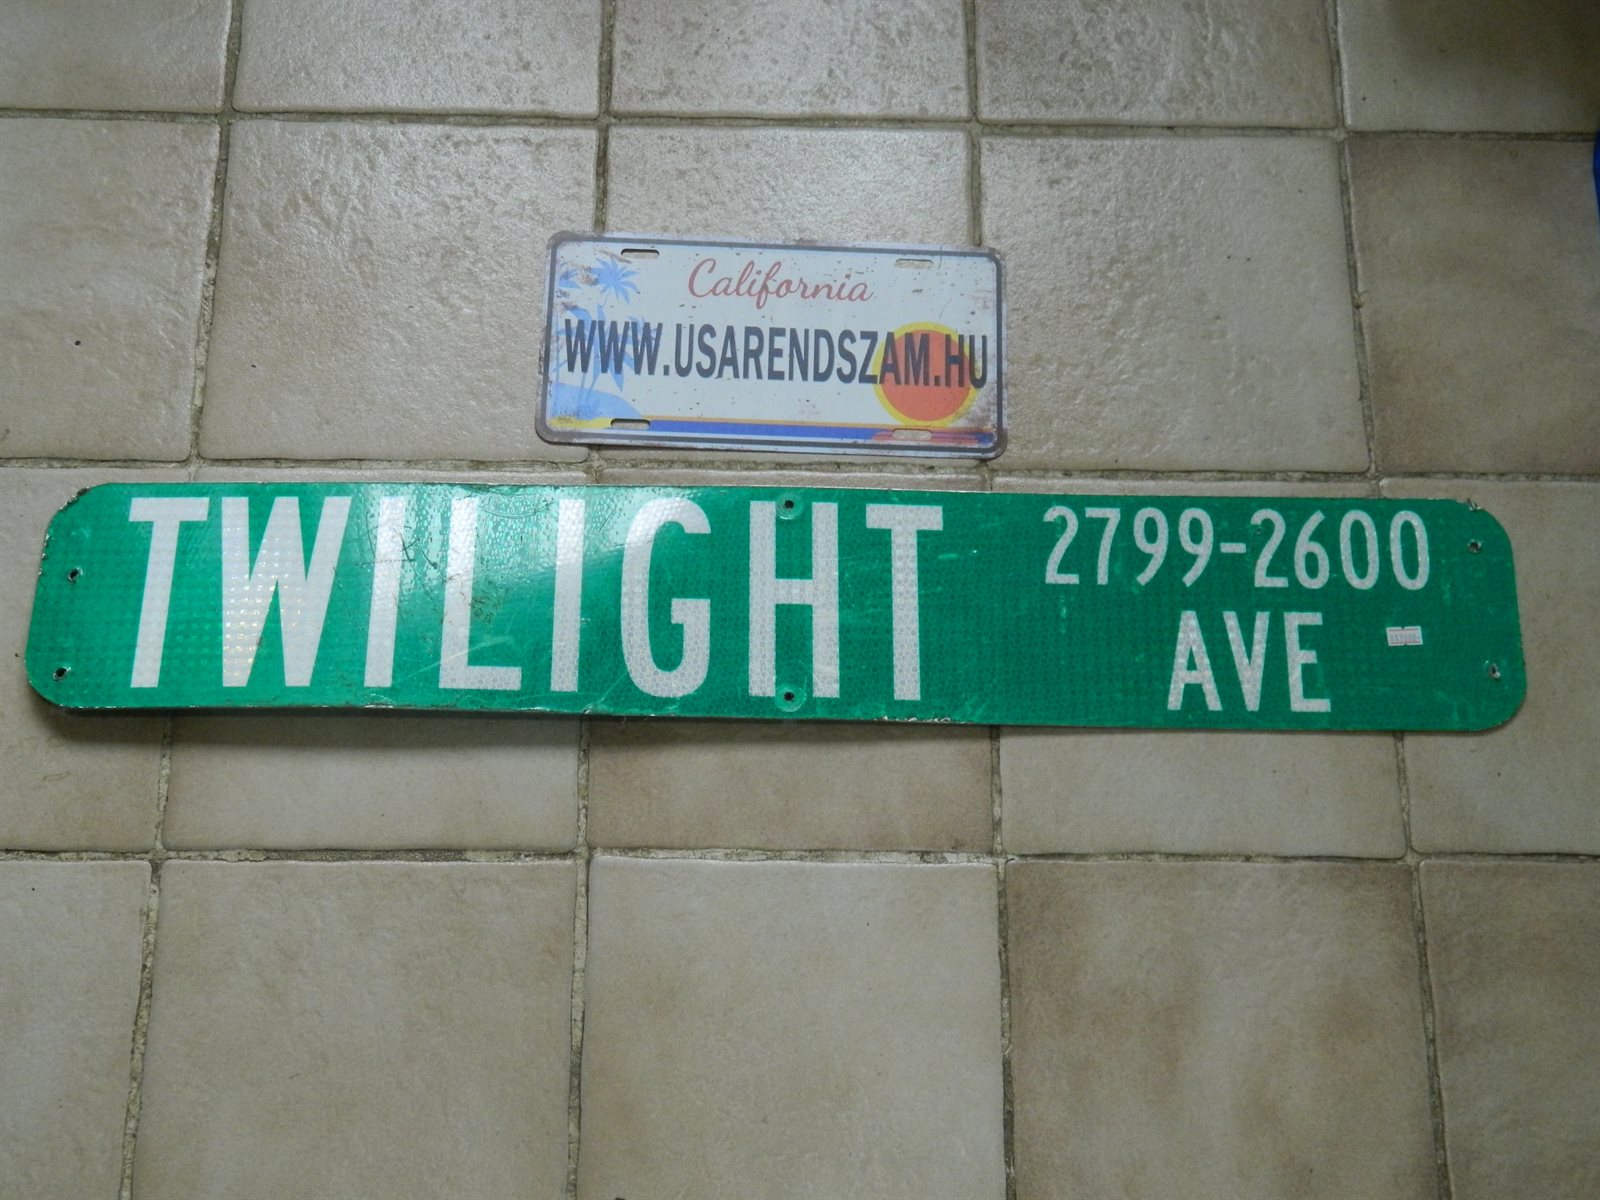 California
WWW.USARENDSZAM.HU
TWILIGHT 2799-2600
AVE